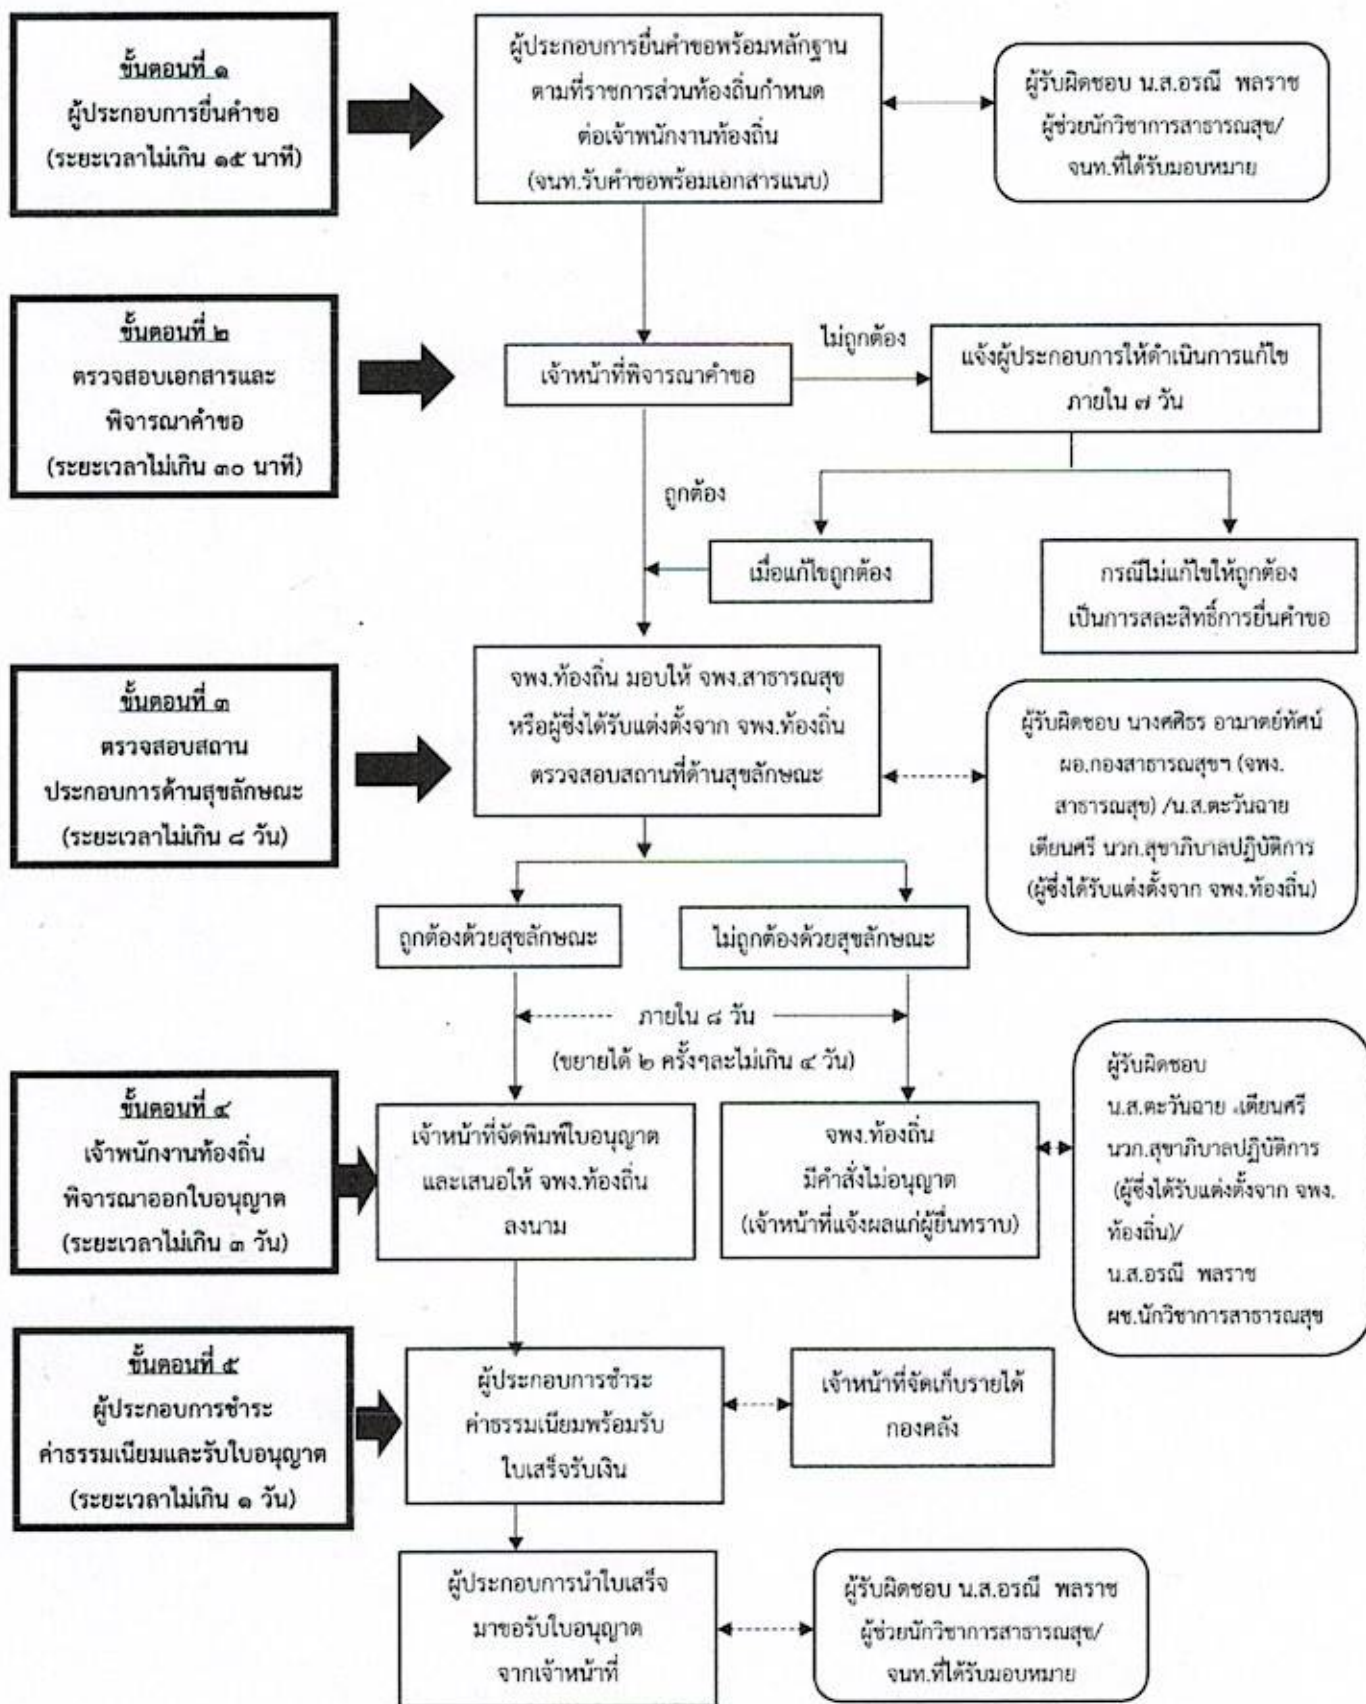 ขั้นตอนที่ ๑
ผู้ประกอบการยื่นคำขอ
(ระยะเวลาไม่เกิน ๑๕ นาที)
ผู้ประกอบการยื่นคำขอพร้อมหลักฐาน
ตามที่ราชการส่วนท้องถิ่นกำหนด
ต่อเจ้าพนักงานท้องถิ่น
(จนท.รับคำขอพร้อมเอกสารแนบ)
ผู้รับผิดชอบ น.ส.อรณี พลราช
ผู้ช่วยนักวิชาการสาธารณสุข/
จนท.ที่ได้รับมอบหมาย
ขั้นตอนที่ ๒
ตรวจสอบเอกสารและ
พิจารณาคำขอ
(ระยะเวลาไม่เกิน ๓๐ นาที)
เจ้าหน้าที่พิจารณาคำขอ
ไม่ถูกต้อง
แจ้งผู้ประกอบการให้ดำเนินการแก้ไข
ภายใน ๗ วัน
ถูกต้อง
เมื่อแก้ไขถูกต้อง
กรณีไม่แก้ไขให้ถูกต้อง
เป็นการสละสิทธิ์การยื่นคำขอ
ขั้นตอนที่ ๓
ตรวจสอบสถาน
ประกอบการด้านสุขลักษณะ
(ระยะเวลาไม่เกิน ๘ วัน)
จพง.ท้องถิ่น มอบให้ จพง.สาธารณสุข
หรือผู้ซึ่งได้รับแต่งตั้งจาก จพง.ท้องถิ่น
ตรวจสอบสถานที่ด้านสุขลักษณะ
ผู้รับผิดชอบ นางศศิธร อามาตย์ทัศน์
ผอ.กองสาธารณสุขฯ (จพง.
สาธารณสุข) /น.ส.ตะวันฉาย
เตียนศรี นวก.สุขาภิบาลปฏิบัติการ
(ผู้ซึ่งได้รับแต่งตั้งจาก จพง.ท้องถิ่น)
ถูกต้องด้วยสุขลักษณะ
ไม่ถูกต้องด้วยสุขลักษณะ
ภายใน ๘ วัน
(ขยายได้ ๒ ครั้งๆละไม่เกิน ๔ วัน)
ขั้นตอนที่ ๔
เจ้าพนักงานท้องถิ่น
พิจารณาออกใบอนุญาต
(ระยะเวลาไม่เกิน ๓ วัน)
เจ้าหน้าที่จัดพิมพ์ใบอนุญาต
และเสนอให้ จพง.ท้องถิ่น
ลงนาม
จพง.ท้องถิ่น
มีคำสั่งไม่อนุญาต
(เจ้าหน้าที่แจ้งผลแก่ผู้ยื่นทราบ)
ผู้รับผิดชอบ
น.ส.ตะวันฉาย เตียนศรี
นวก.สุขาภิบาลปฏิบัติการ
(ผู้ซึ่งได้รับแต่งตั้งจาก จพง.
ท้องถิ่น)/
น.ส.อรณี พลราช
ผช.นักวิชาการสาธารณสุข
ขั้นตอนที่ ๕
ผู้ประกอบการชำระ
ค่าธรรมเนียมและรับใบอนุญาต
(ระยะเวลาไม่เกิน ๑ วัน)
ผู้ประกอบการชำระ
ค่าธรรมเนียมพร้อมรับ
ใบเสร็จรับเงิน
เจ้าหน้าที่จัดเก็บรายได้
กองคลัง
ผู้ประกอบการนำใบเสร็จ
มาขอรับใบอนุญาต
จากเจ้าหน้าที่
ผู้รับผิดชอบ น.ส.อรณี พลราช
ผู้ช่วยนักวิชาการสาธารณสุข/
จนท.ที่ได้รับมอบหมาย